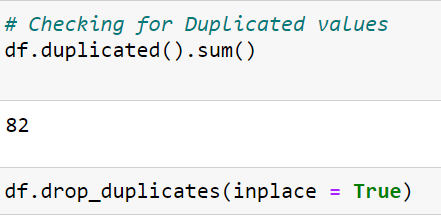 # Checking for Duplicated values
df.duplicated().sum()
82
df.drop_duplicates(inplace = True)